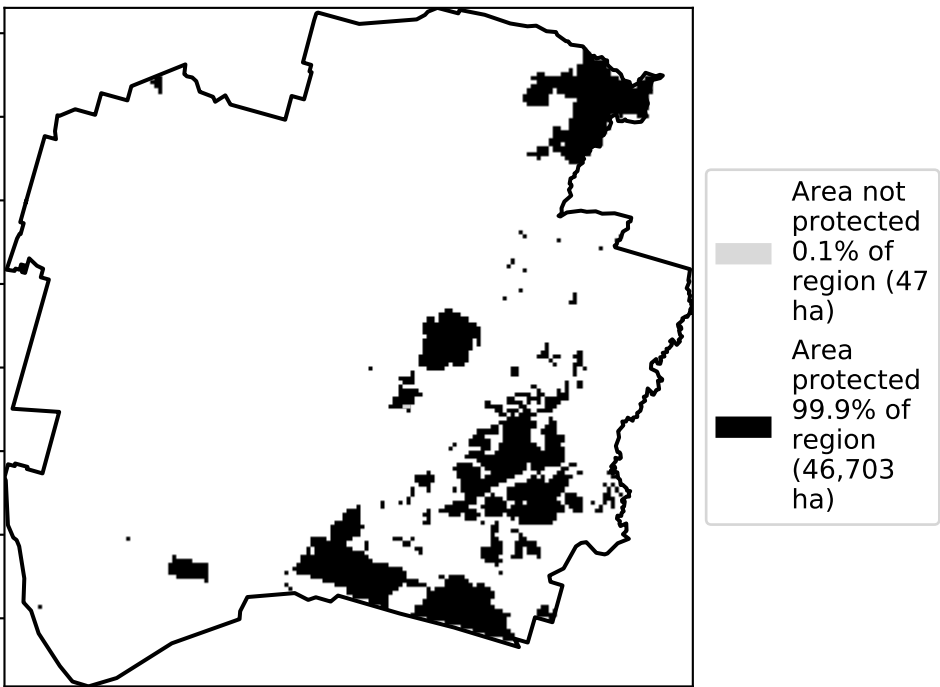 Area not
protected
0.1% of
region (47
ha)
Area
protected
99.9% of
region
(46,703
ha)